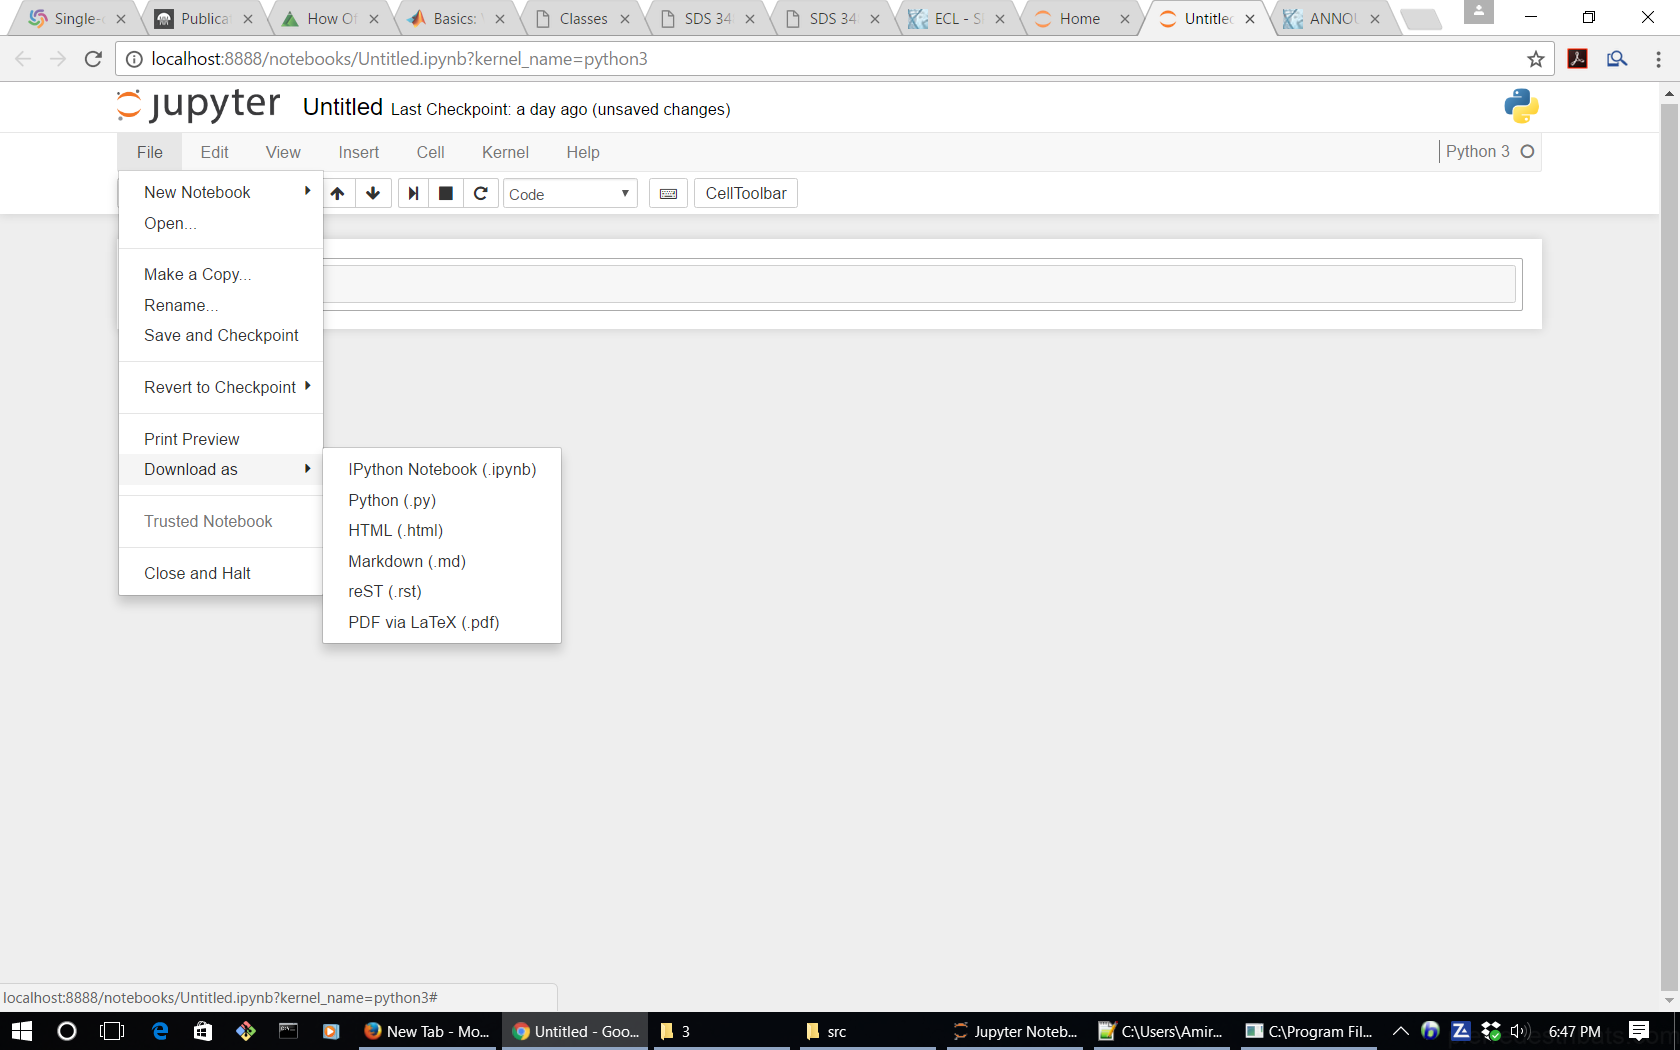 Single-
Publica
How Of
Basics:
Classes
SDS 34
SDS 34
ECL - S
Home
Untitled
ANNOU
localhost:8888/notebooks/Untitled.ipynb?kernel_name=python3
jupyter Untitled Last Checkpoint: a day ago (unsaved changes)
File Edit View Insert Cell Kernel Help
Python 3
Code
CellToolbar
New Notebook
Open...
Make a Copy...
Rename...
Save and Checkpoint
Revert to Checkpoint
Print Preview
Download as
Trusted Notebook
Close and Halt
IPython Notebook (.ipynb)
Python (.py)
HTML (.html)
Markdown (.md)
reST (.rst)
PDF via LaTeX (.pdf)
localhost:8888/notebooks/Untitled.ipynb?kernel_name=python3#
New Tab - Mo...
Untitled - Goo...
3
src
Jupyter Noteb...
C:\Users\Amir...
C:\Program Fil...
6:47 PM